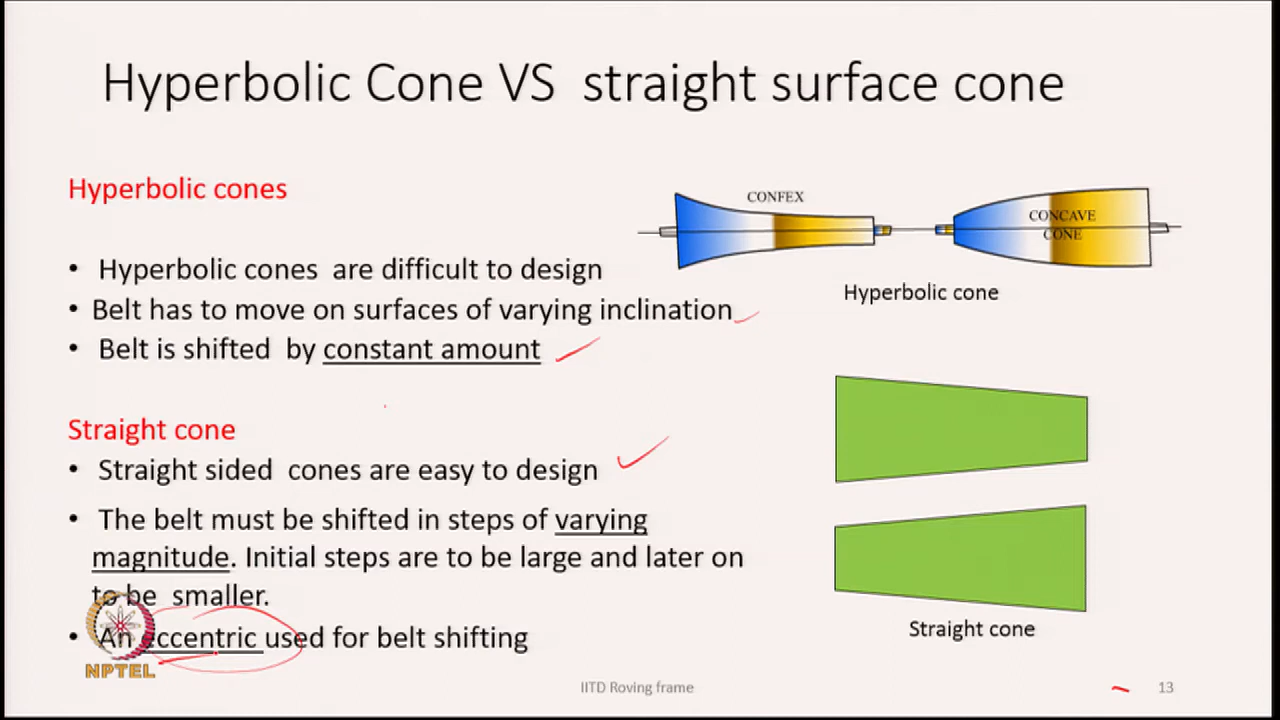 Hyperbolic Cone VS straight surface cone
Hyperbolic cones
• Hyperbolic cones are difficult to design
• Belt has to move on surfaces of varying inclination
• Belt is shifted by constant amount
Straight cone
• Straight sided cones are easy to design
• The belt must be shifted in steps of varying
magnitude. Initial steps are to be large and later on
to be smaller.
• An eccentric used for belt shifting
CONFEX
CONCAVE
CONE
Hyperbolic cone
Straight cone
NPTEL
IITD Roving frame
13